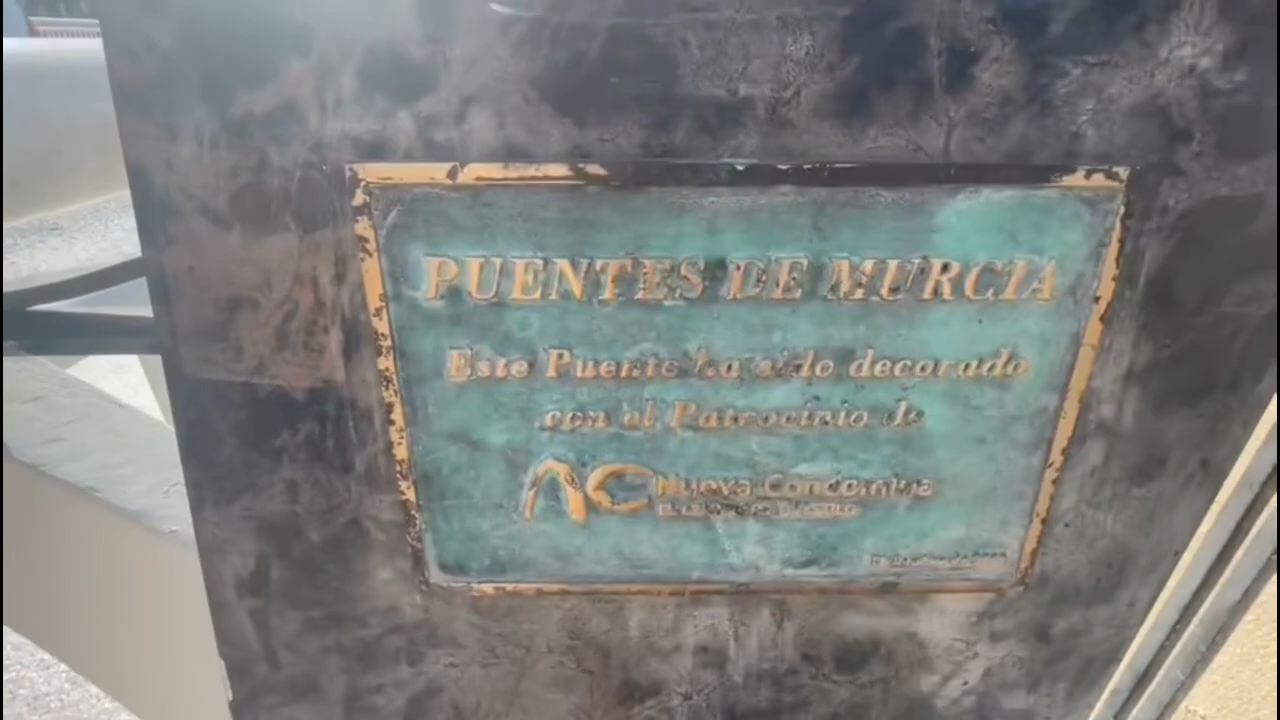 PUENTES DE MURCIA
Este Puente ha sido decorado
con el Patrocinio de
Nueva Condomina